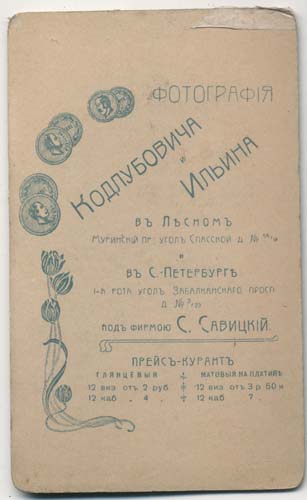 ФОТОГРАФІЯ
КОДЛУБОВИЧА
И
ИЛЬИНА
ВЪ ЛѢСНОМЪ
МУРИНСКІЙ ПР. УГОЛЪ СПАССКОЙ Д. №
И
ВЪ С.-ПЕТЕРБУРГѢ
1-Я РОТА УГОЛЪ ЗАБАЛКАНСКАГО ПРОСП.
Д. №
ПОДЪ ФИРМОЮ С. САВИЦКІЙ.
ПРЕЙСЪ-КУРАНТЪ
ГЛЯНЦЕВЫЙ МАТОВЫЙ НА ПЛАТИНѢ
12 ВИЗ ОТЪ 2 РУБ. 12 ВИЗ ОТЪ 3 Р 50 К
12 КАБ „ 4 „ 12 КАБ „ 7 „